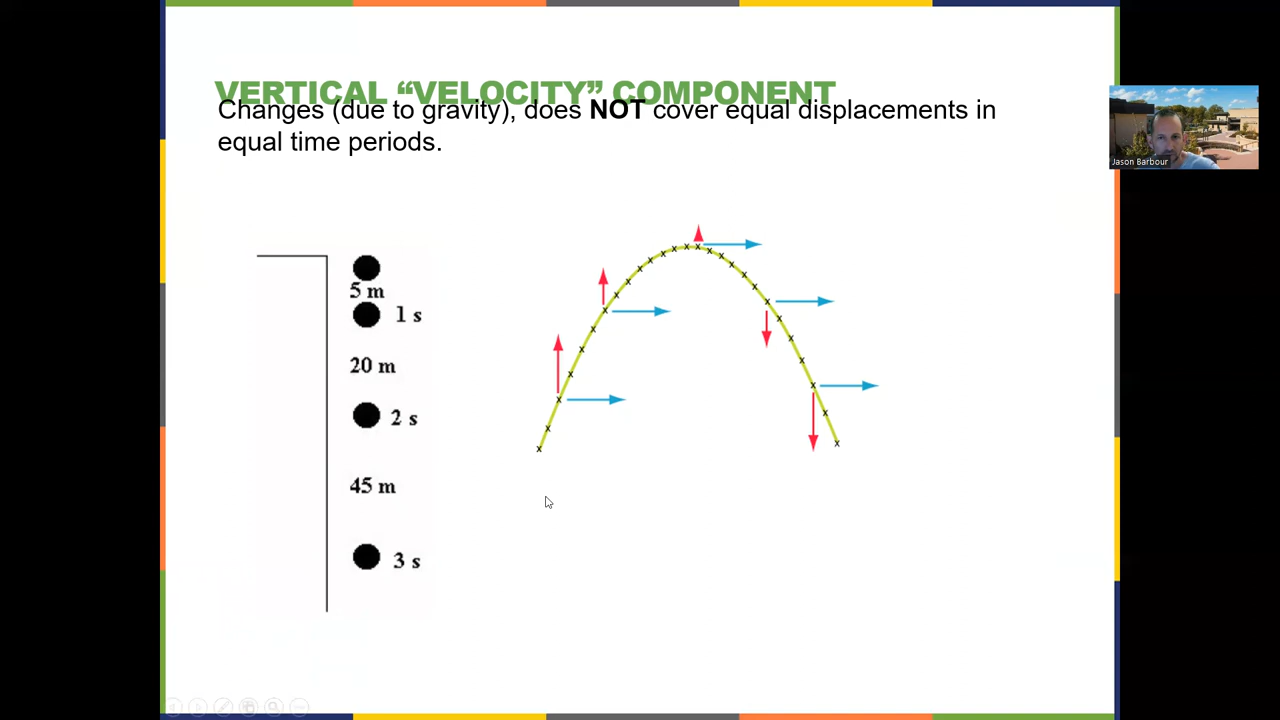 VERTICAL “VELOCITY” COMPONENT
Changes (due to gravity), does NOT cover equal displacements in
equal time periods.
Jason Barbour
5 m
1 s
20 m
2 s
45 m
3 s